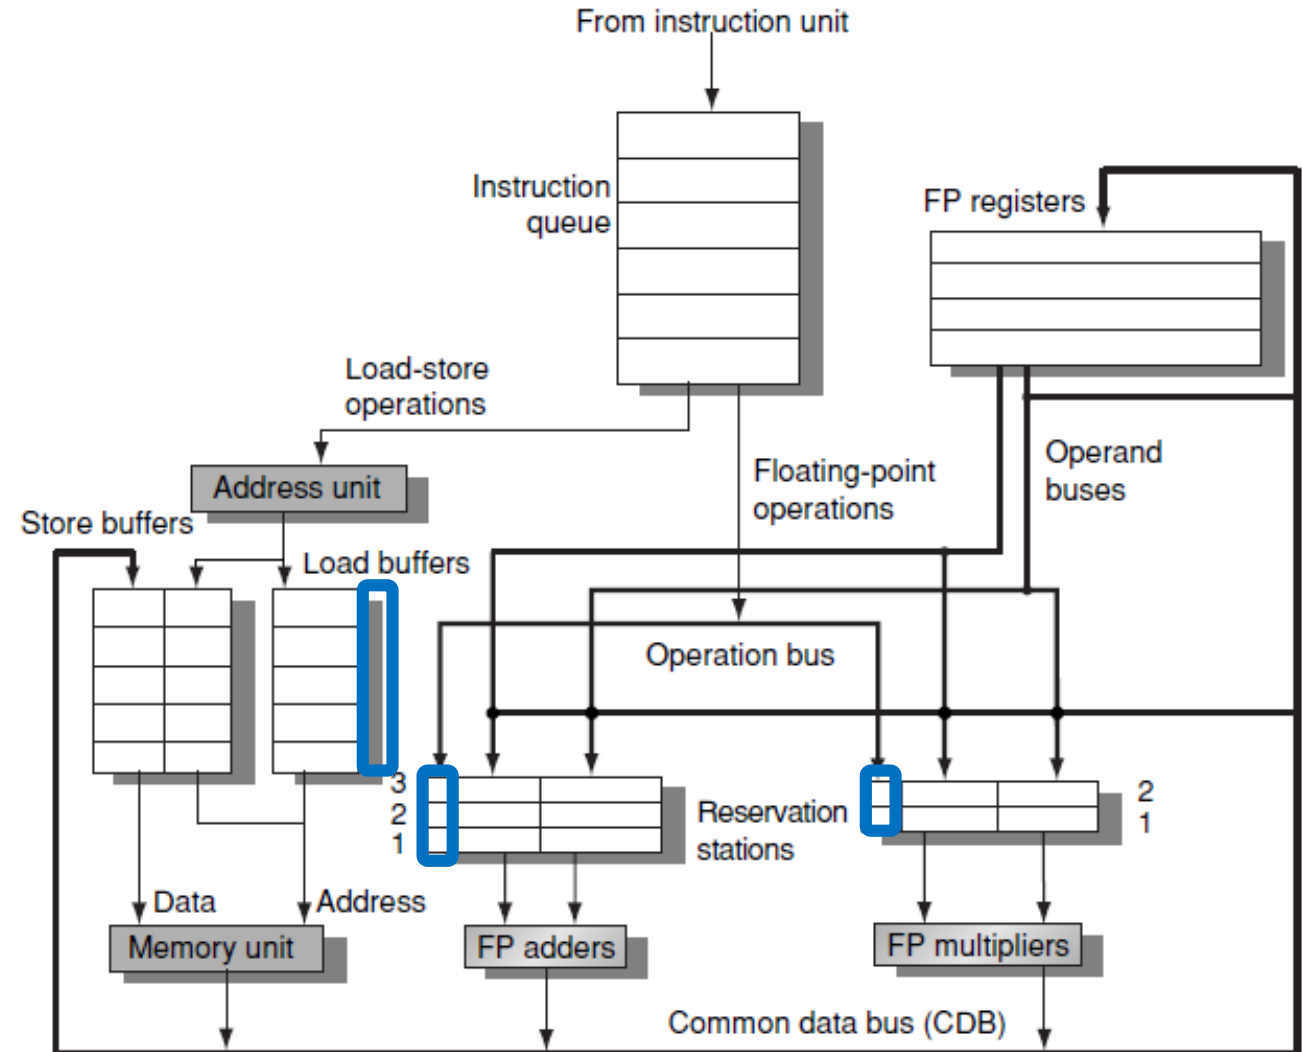 From instruction unit
Instruction
queue
FP registers
Load-store
operations
Operand
buses
Floating-point
operations
Address unit
Store buffers
Load buffers
Operation bus
3
2
1
Reservation
stations
2
1
Data
Address
Memory unit
FP adders
FP multipliers
Common data bus (CDB)